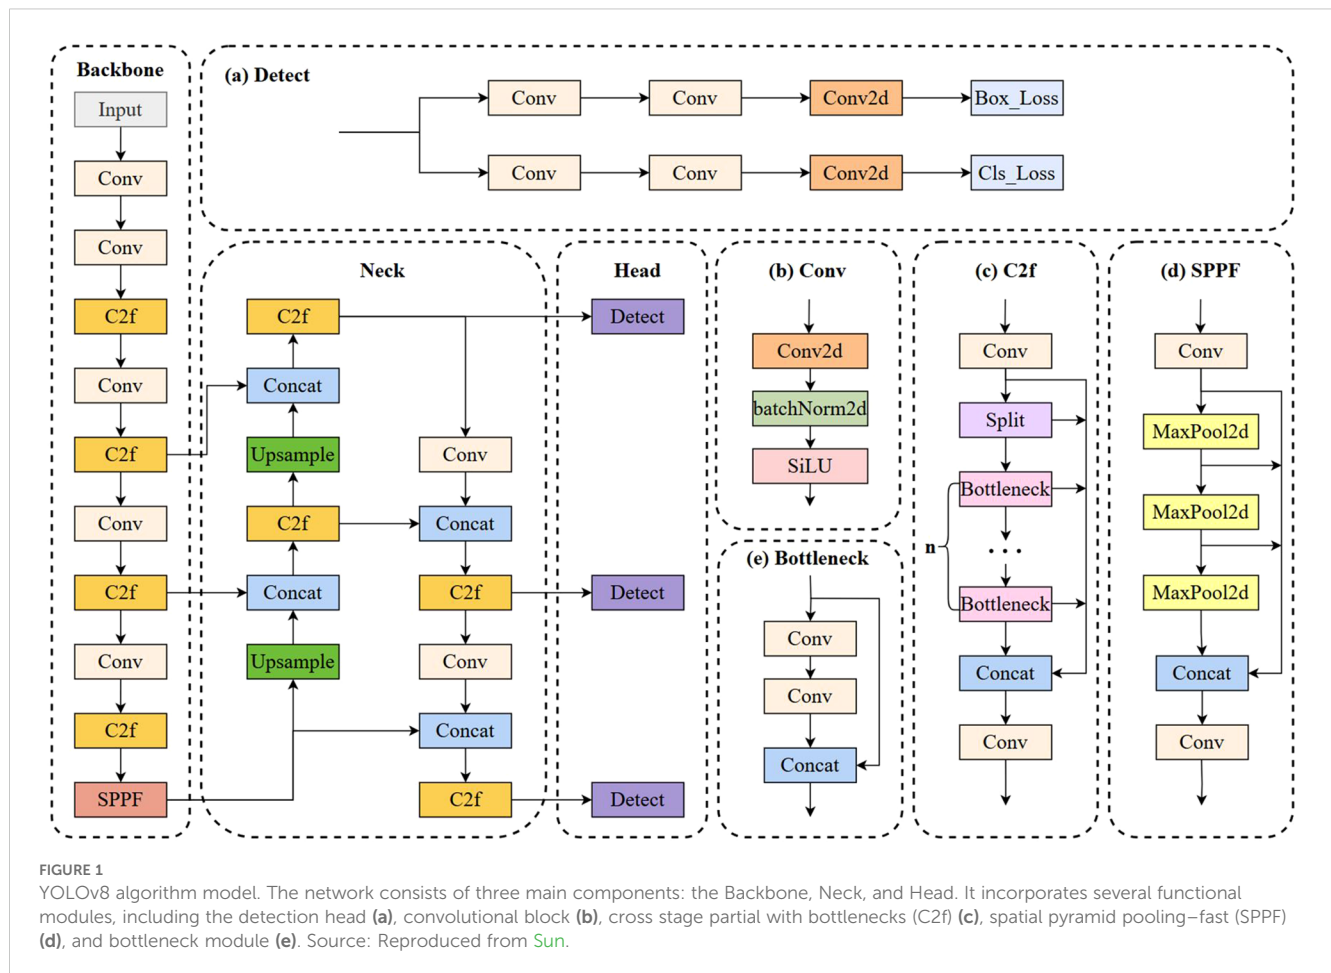 Backbone
Input
Conv
Conv
C2f
Conv
C2f
Conv
C2f
Conv
C2f
SPPF
(a) Detect
Conv
Conv
Conv2d
Box_Loss
Conv
Conv
Conv2d
Cls_Loss
Neck
C2f
Concat
Upsample
C2f
Concat
Upsample
Conv
Concat
C2f
Conv
Concat
C2f
Head
Detect
Detect
Detect
(b) Conv
Conv2d
batchNorm2d
SiLU
(e) Bottleneck
Conv
Conv
Concat
(c) C2f
Conv
Split
Bottleneck
n
...
Bottleneck
Concat
Conv
(d) SPPF
Conv
MaxPool2d
MaxPool2d
MaxPool2d
Concat
Conv
FIGURE 1
YOLOv8 algorithm model. The network consists of three main components: the Backbone, Neck, and Head. It incorporates several functional
modules, including the detection head (a), convolutional block (b), cross stage partial with bottlenecks (C2f) (c), spatial pyramid pooling–fast (SPPF)
(d), and bottleneck module (e). Source: Reproduced from Sun.